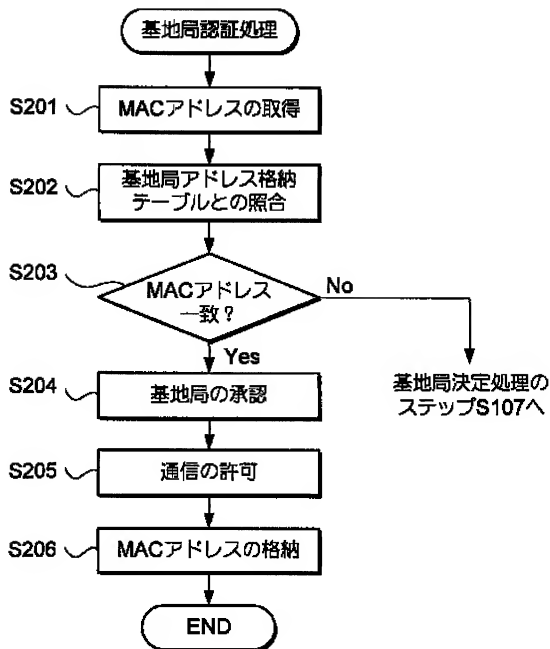 基地局認証処理
S201
MACアドレスの取得
S202
基地局アドレス格納
テーブルとの照合
S203
MACアドレス
一致？
No
Yes
基地局決定処理の
ステップS107へ
S204
基地局の承認
S205
通信の許可
S206
MACアドレスの格納
END